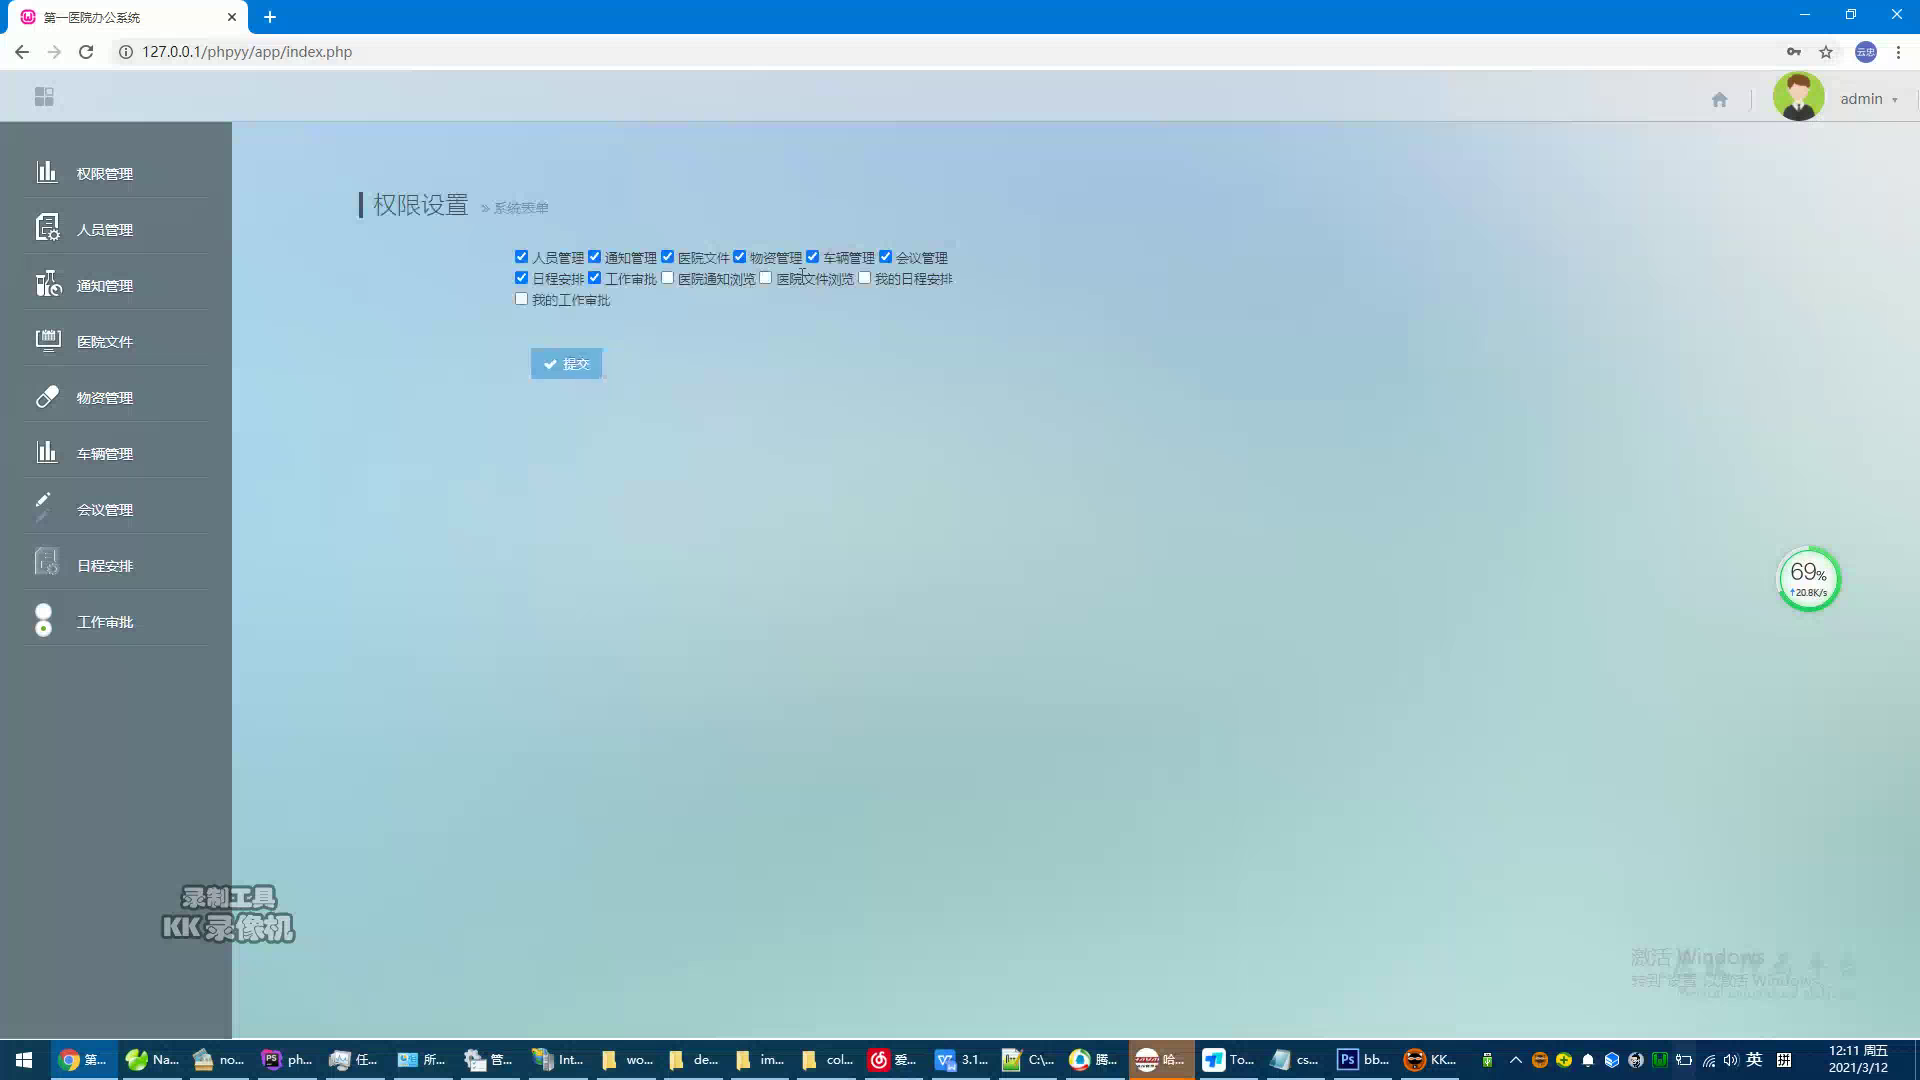 第一医院办公系统
127.0.0.1/phpyy/app/index.php
云忠
admin
权限管理
人员管理
通知管理
医院文件
物资管理
车辆管理
会议管理
日程安排
工作审批
权限设置 » 系统表单
人员管理 通知管理 医院文件 物资管理 车辆管理 会议管理
日程安排 工作审批 医院通知浏览 医院文件浏览 我的日程安排
我的工作审批
提交
69%
↑20.8K/s
录制工具
KK 录像机
激活 Windows
转到"设置"以激活 Windows。
第... Na... no... ph... 任... 所... 管... Int... wo... de... im... col... 爱... 3.1... C:\... 腾... 哈... To... cs... Ps bb... KK... 英 拼
12:11 周五
2021/3/12